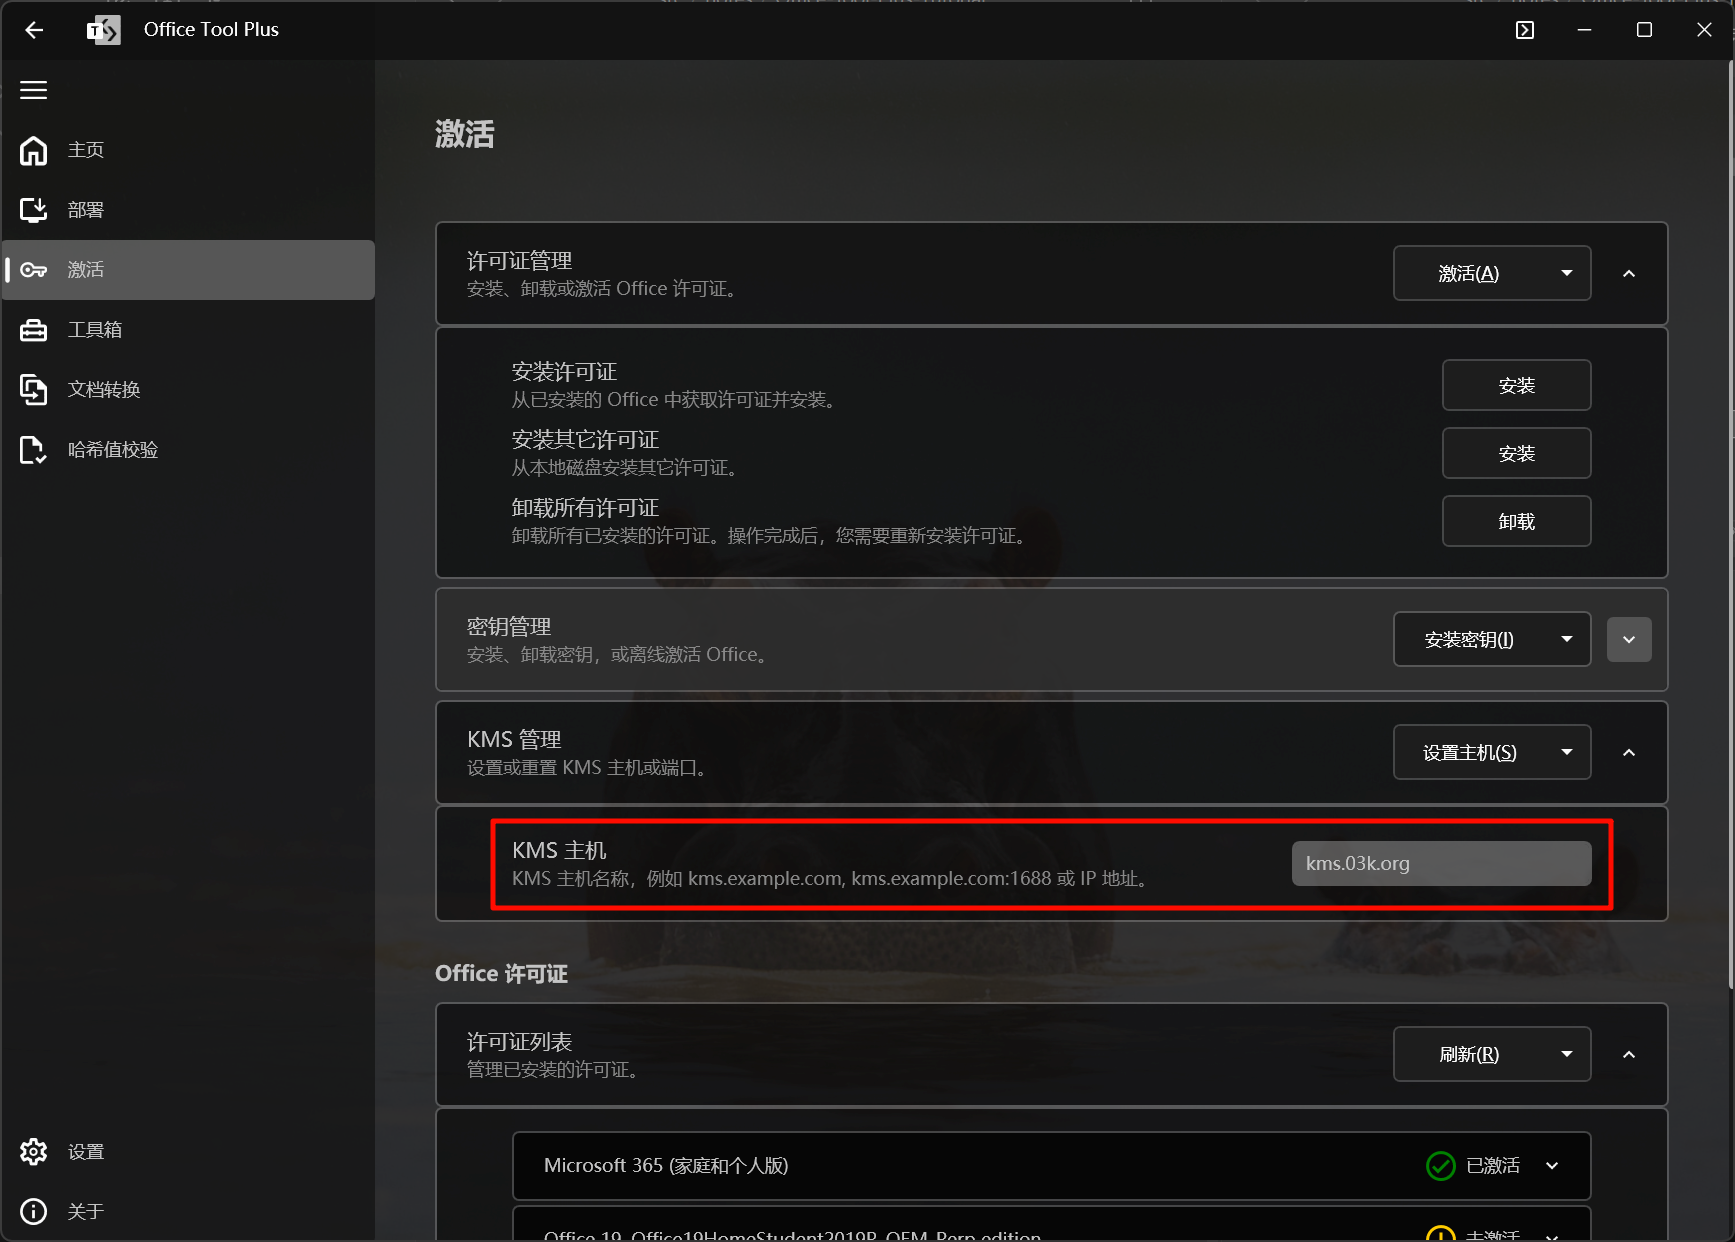 Office Tool Plus
主页
部署
激活
工具箱
文档转换
哈希值校验
设置
关于
激活
许可证管理
安装、卸载或激活 Office 许可证。
激活(A)
安装许可证
从已安装的 Office 中获取许可证并安装。
安装
安装其它许可证
从本地磁盘安装其它许可证。
安装
卸载所有许可证
卸载所有已安装的许可证。操作完成后，您需要重新安装许可证。
卸载
密钥管理
安装、卸载密钥，或离线激活 Office。
安装密钥(I)
KMS 管理
设置或重置 KMS 主机或端口。
设置主机(S)
KMS 主机
KMS 主机名称，例如 kms.example.com, kms.example.com:1688 或 IP 地址。
kms.03k.org
Office 许可证
许可证列表
管理已安装的许可证。
刷新(R)
Microsoft 365 (家庭和个人版)
已激活
Office 19, Office19HomeStudent2019R_OEM_Perp edition
未激活